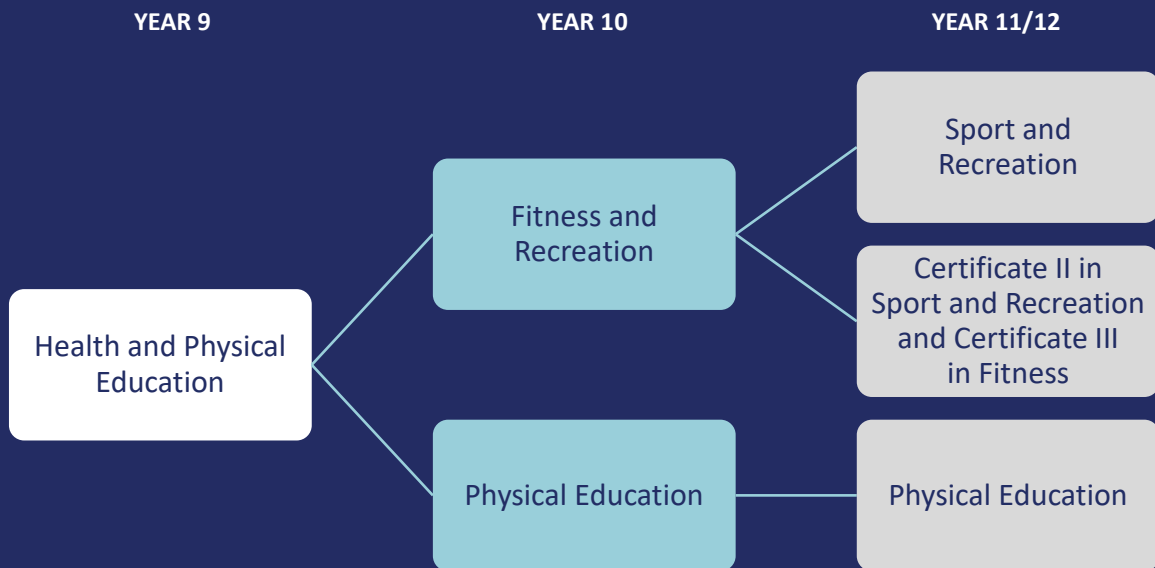 YEAR 9
YEAR 10
YEAR 11/12
Health and Physical
Education
Fitness and
Recreation
Physical Education
Sport and
Recreation
Certificate II in
Sport and Recreation
and Certificate III
in Fitness
Physical Education